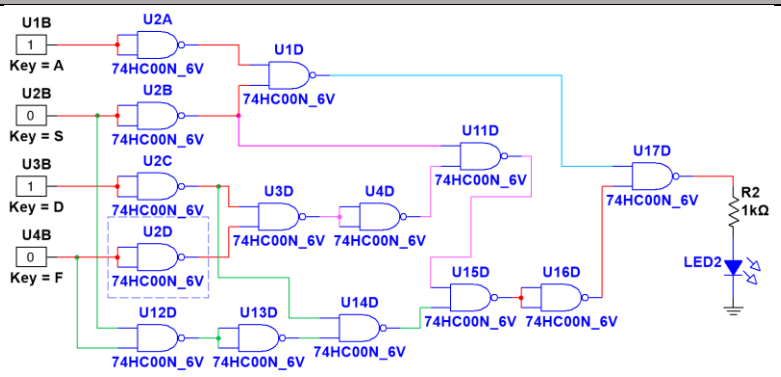 U1B
1
Key = A
U2B
0
Key = S
U3B
1
Key = D
U4B
0
Key = F
U2A
74HC00N_6V
U2B
74HC00N_6V
U2C
74HC00N_6V
U2D
74HC00N_6V
U12D
74HC00N_6V
U1D
74HC00N_6V
U3D
74HC00N_6V
U4D
74HC00N_6V
U13D
74HC00N_6V
U14D
74HC00N_6V
U11D
74HC00N_6V
U15D
74HC00N_6V
U16D
74HC00N_6V
U17D
74HC00N_6V
R2
1kΩ
LED2